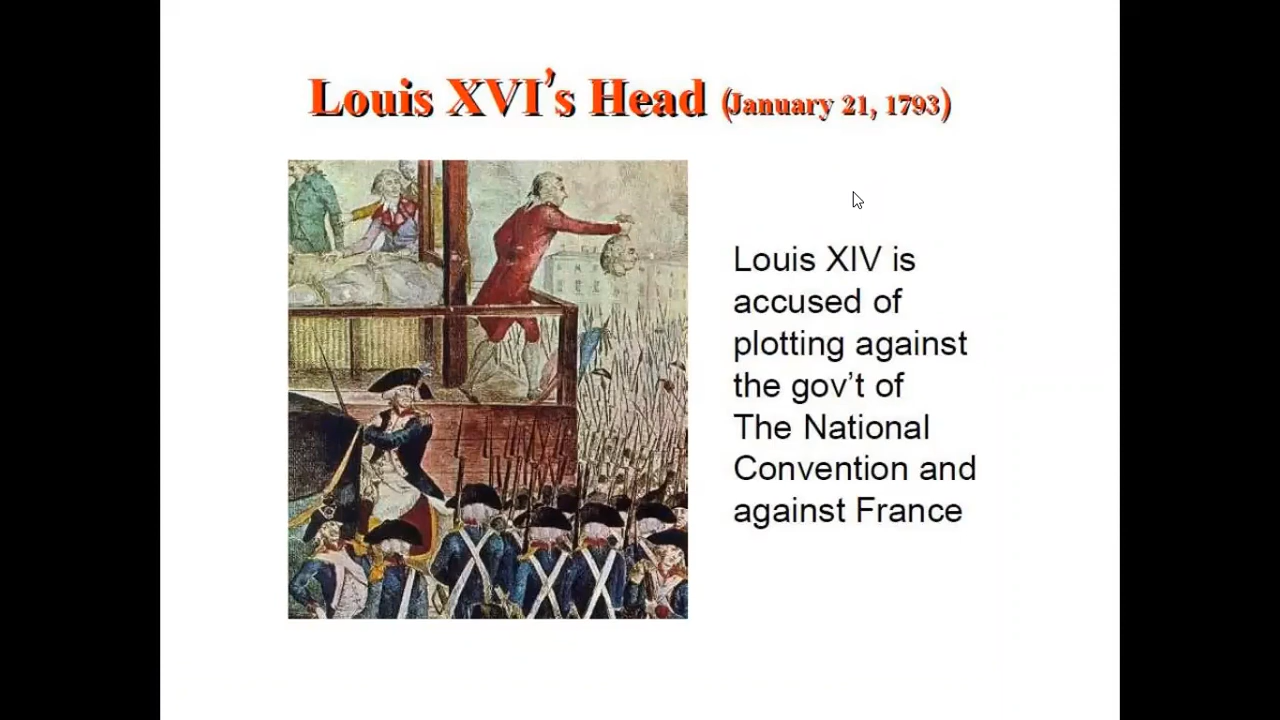 Louis XVI's Head (January 21, 1793)
Louis XIV is
accused of
plotting against
the gov't of
The National
Convention and
against France